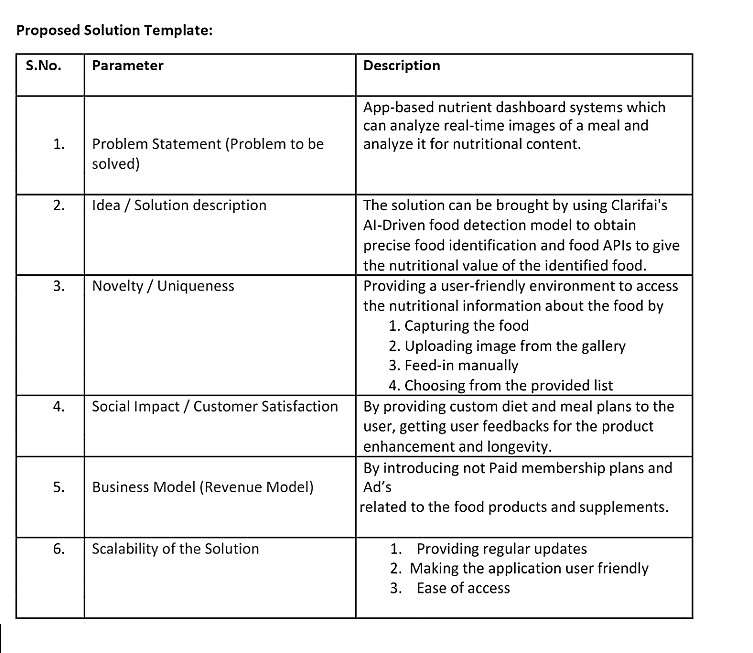 Proposed Solution Template:
S.No. Parameter Description
1. Problem Statement (Problem to be
solved)
App-based nutrient dashboard systems which
can analyze real-time images of a meal and
analyze it for nutritional content.
2. Idea / Solution description
The solution can be brought by using Clarifai's
AI-Driven food detection model to obtain
precise food identification and food APIs to give
the nutritional value of the identified food.
3. Novelty / Uniqueness
Providing a user-friendly environment to access
the nutritional information about the food by
1. Capturing the food
2. Uploading image from the gallery
3. Feed-in manually
4. Choosing from the provided list
4. Social Impact / Customer Satisfaction
By providing custom diet and meal plans to the
user, getting user feedbacks for the product
enhancement and longevity.
5. Business Model (Revenue Model)
By introducing not Paid membership plans and
Ad's
related to the food products and supplements.
6. Scalability of the Solution
1. Providing regular updates
2. Making the application user friendly
3. Ease of access